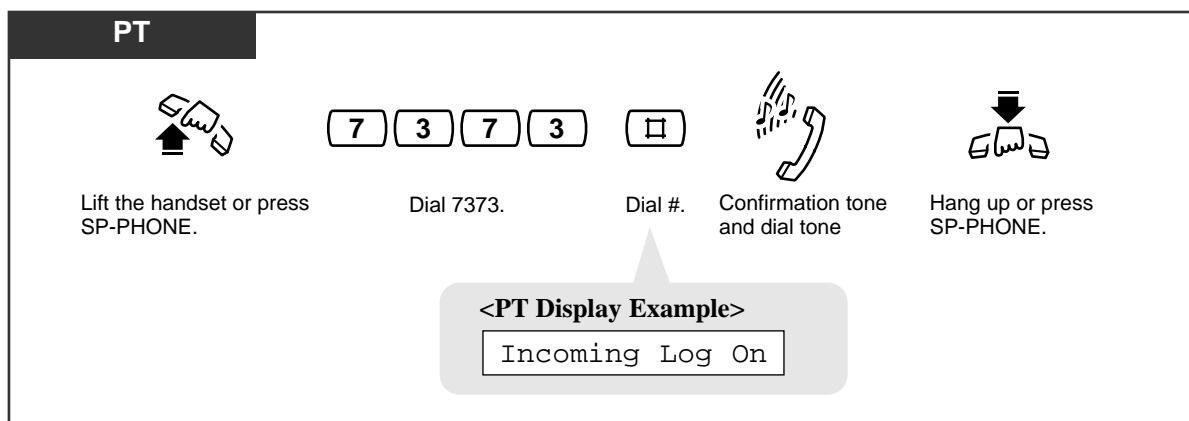 PT
7 3 7 3 #
Lift the handset or press
SP-PHONE.
Dial 7373.
Dial #.
Confirmation tone
and dial tone
Hang up or press
SP-PHONE.
<PT Display Example>
Incoming Log On